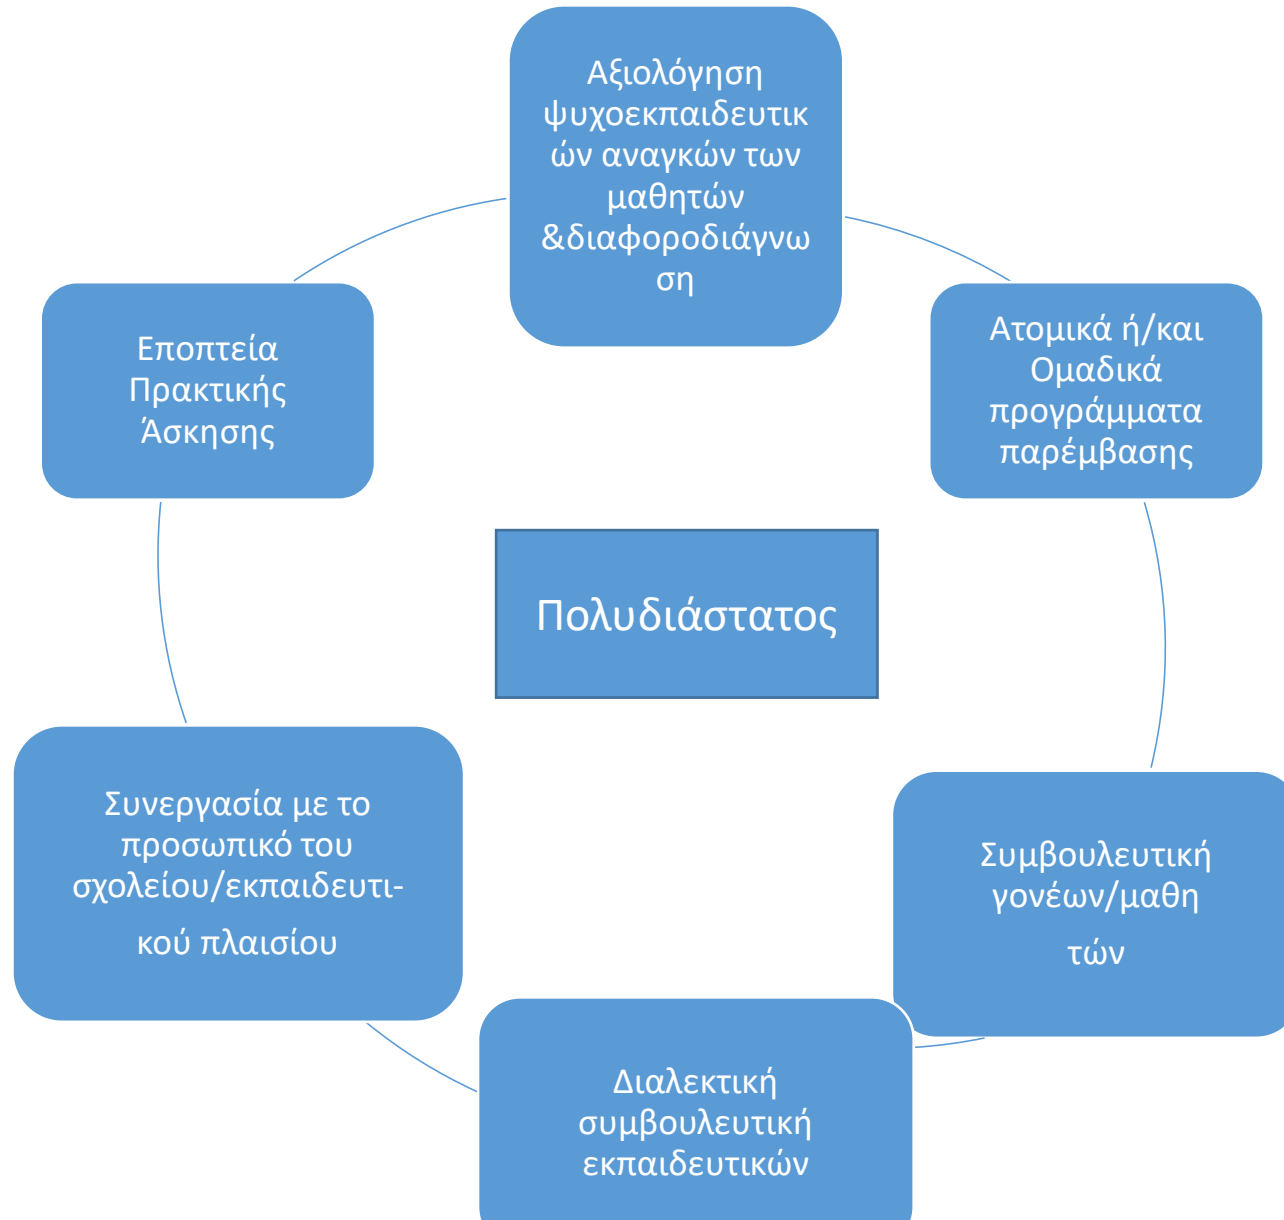 Αξιολόγηση
ψυχοεκπαιδευτικ
ών αναγκών των
μαθητών
&διαφοροδιάγνω
ση
Ατομικά ή/και
Ομαδικά
προγράμματα
παρέμβασης
Εποπτεία
Πρακτικής
Άσκησης
Πολυδιάστατος
Συνεργασία με το
προσωπικό του
σχολείου/εκπαιδευτι-
κού πλαισίου
Συμβουλευτική
γονέων/μαθη
τών
Διαλεκτική
συμβουλευτική
εκπαιδευτικών